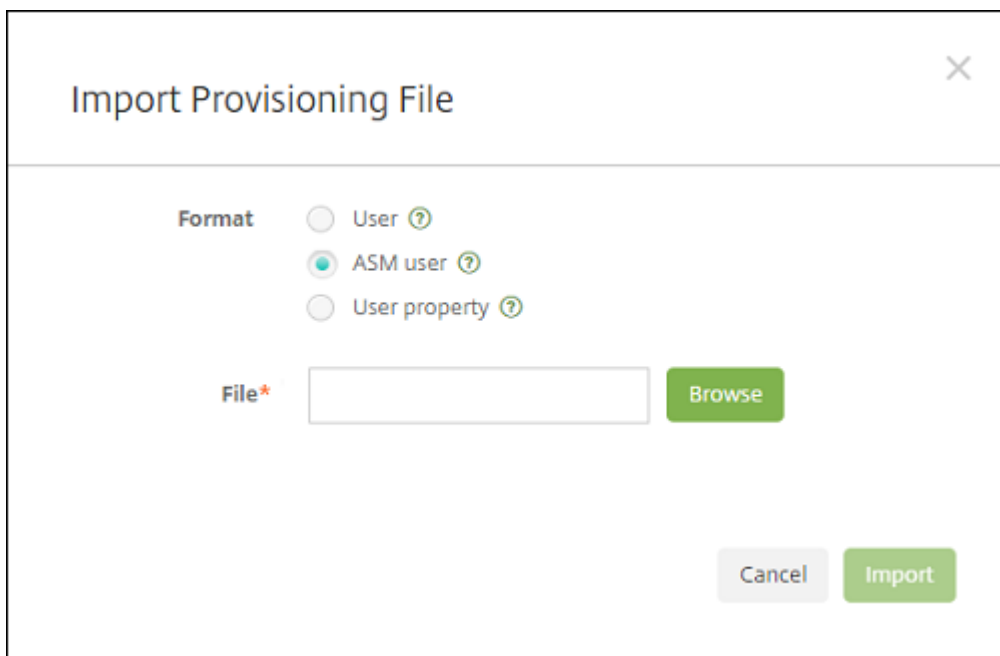 Import Provisioning File
Format
User ?
ASM user ?
User property ?
File*
Browse
Cancel
Import